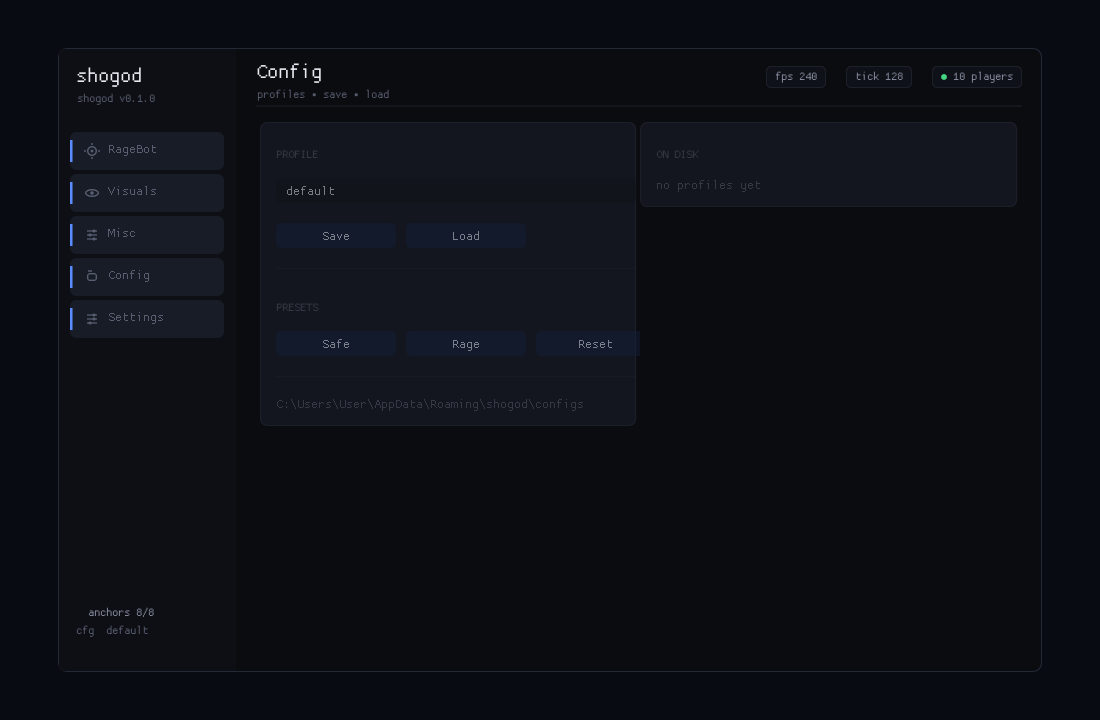 shogod
shogod v0.1.0
RageBot
Visuals
Misc
Config
Settings
anchors 8/8
cfg default
Config
profiles • save • load
fps 240
tick 128
10 players
PROFILE
default
Save Load
PRESETS
Safe Rage Reset
C:\Users\User\AppData\Roaming\shogod\configs
ON DISK
no profiles yet